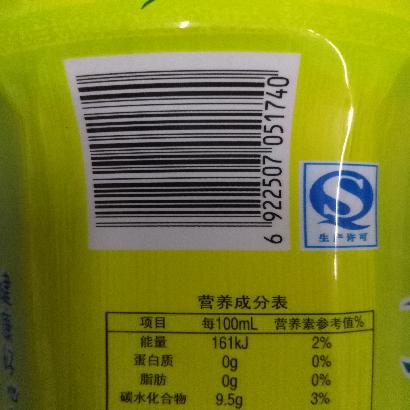 6 922507 051740
生产许可
营养成分表
项目 每100mL 营养素参考值%
能量 161kJ 2%
蛋白质 0g 0%
脂肪 0g 0%
碳水化合物 9.5g 3%